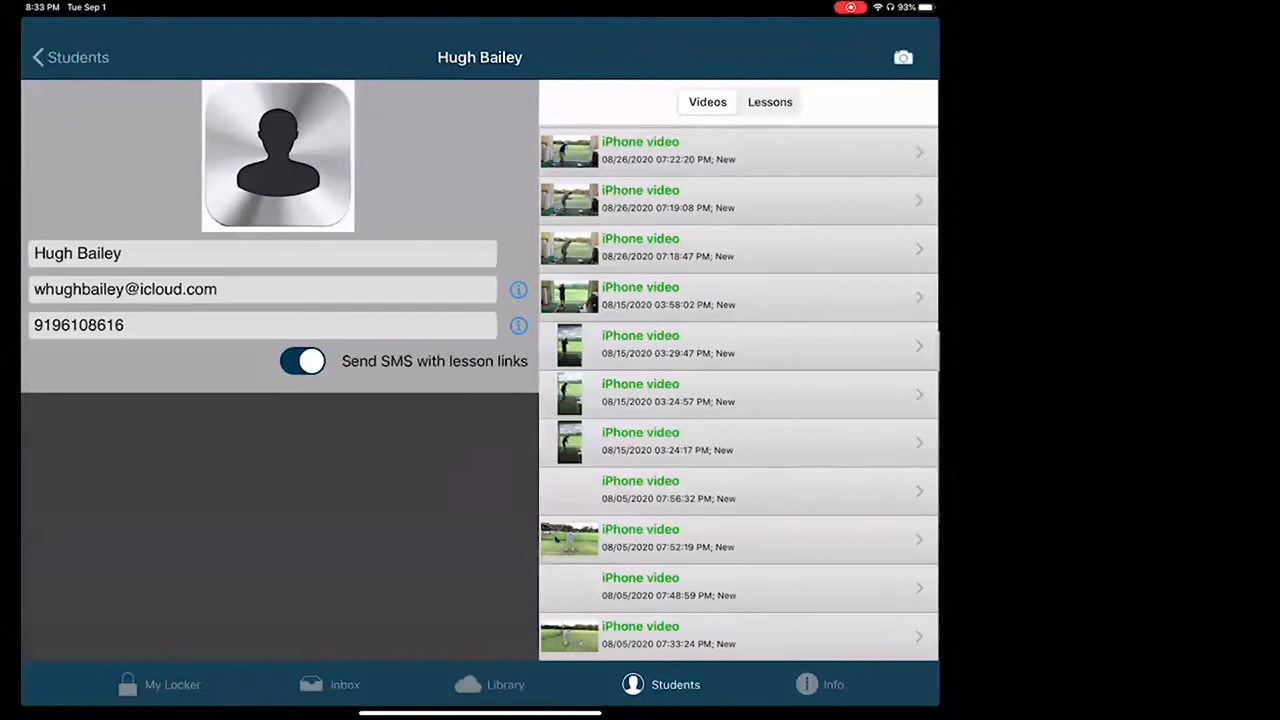 8:33 PM Tue Sep 1
93%
Students
Hugh Bailey
Videos
Lessons
Hugh Bailey
whughbailey@icloud.com
9196108616
Send SMS with lesson links
iPhone video
08/26/2020 07:22:20 PM; New
iPhone video
08/26/2020 07:19:08 PM; New
iPhone video
08/26/2020 07:18:47 PM; New
iPhone video
08/15/2020 03:58:02 PM; New
iPhone video
08/15/2020 03:29:47 PM; New
iPhone video
08/15/2020 03:24:57 PM; New
iPhone video
08/15/2020 03:24:17 PM; New
iPhone video
08/05/2020 07:56:32 PM; New
iPhone video
08/05/2020 07:52:19 PM; New
iPhone video
08/05/2020 07:48:59 PM; New
iPhone video
08/05/2020 07:33:24 PM; New
My Locker
Inbox
Library
Students
Info